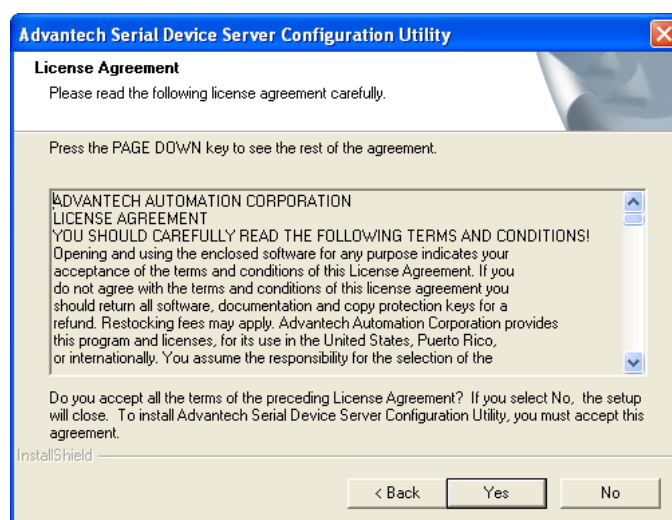 Advantech Serial Device Server Configuration Utility
License Agreement
Please read the following license agreement carefully.
Press the PAGE DOWN key to see the rest of the agreement.
ADVANTECH AUTOMATION CORPORATION
LICENSE AGREEMENT
YOU SHOULD CAREFULLY READ THE FOLLOWING TERMS AND CONDITIONS!
Opening and using the enclosed software for any purpose indicates your
acceptance of the terms and conditions of this License Agreement. If you
do not agree with the terms and conditions of this license agreement you
should return all software, documentation and copy protection keys for a
refund. Restocking fees may apply. Advantech Automation Corporation provides
this program and licenses, for its use in the United States, Puerto Rico,
or internationally. You assume the responsibility for the selection of the
Do you accept all the terms of the preceding License Agreement? If you select No, the setup
will close. To install Advantech Serial Device Server Configuration Utility, you must accept this
agreement.
InstallShield
< Back
Yes
No